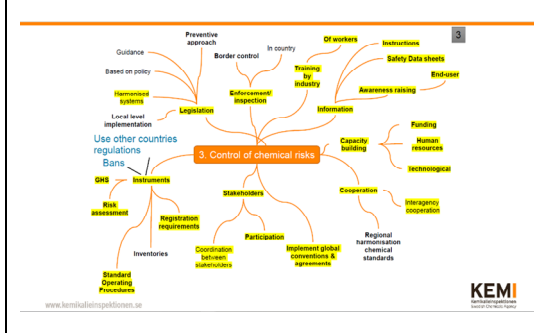 3
Preventive
approach
Guidance
Based on policy
Harmonised
systems
Local level
implementation
Legislation
Border control
In country
Enforcement/
inspection
Of workers
Training
by
industry
Instructions
Safety Data sheets
End-user
Awareness raising
Information
Use other countries
regulations
Bans
3. Control of chemical risks
Capacity
building
Funding
Human
resources
Technological
GHS
Instruments
Risk
assessment
Registration
requirements
Inventories
Standard
Operating
Procedures
Stakeholders
Participation
Coordination
between
stakeholders
Implement global
conventions &
agreements
Cooperation
Interagency
cooperation
Regional
harmonisation
chemical
standards
www.kemikalieinspektionen.se
KEMI
Kemikalieinspektionen
Swedish Chemicals Agency